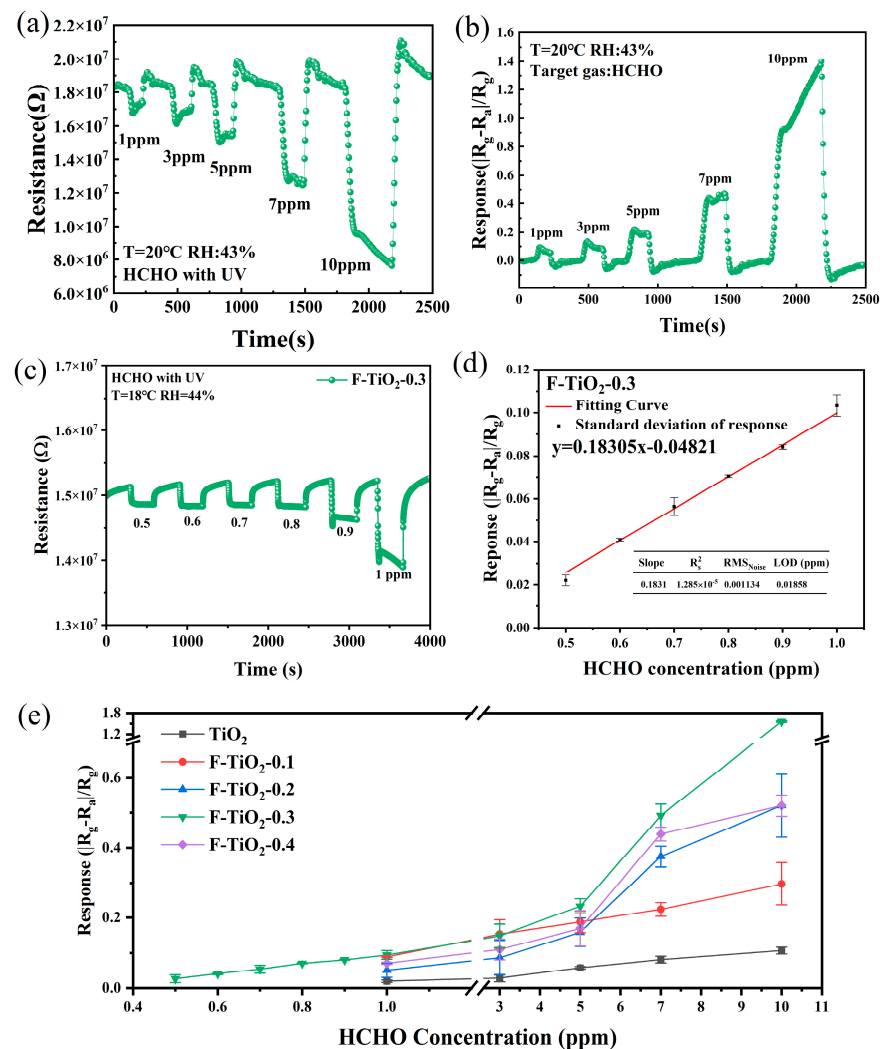 (a)
2.2×10⁷
2.0×10⁷
1.8×10⁷
1.6×10⁷
1.4×10⁷
1.2×10⁷
1.0×10⁷
8.0×10⁶
6.0×10⁶
Resistance(Ω)
1ppm
3ppm
5ppm
7ppm
10ppm
T=20℃ RH:43%
HCHO with UV
0 500 1000 1500 2000 2500
Time(s)
(b)
1.6
1.4
1.2
1.0
0.8
0.6
0.4
0.2
0.0
Response(|Rg-Ra|/Rg)
T=20℃ RH:43%
Target gas:HCHO
1ppm
3ppm
5ppm
7ppm
10ppm
0 500 1000 1500 2000 2500
Time(s)
(c)
1.7×10⁷
1.6×10⁷
1.5×10⁷
1.4×10⁷
1.3×10⁷
Resistance (Ω)
HCHO with UV
T=18℃ RH=44%
F-TiO₂-0.3
0.5 0.6 0.7 0.8 0.9
1 ppm
0 1000 2000 3000 4000
Time (s)
(d)
0.12
0.10
0.08
0.06
0.04
0.02
0.00
Reponse (|Rg-Ra|/Rg)
F-TiO₂-0.3
Fitting Curve
Standard deviation of response
y=0.18305x-0.04821
Slope Rs² RMSNoise LOD (ppm)
0.1831 1.285×10⁻⁵ 0.001134 0.01858
0.5 0.6 0.7 0.8 0.9 1.0
HCHO concentration (ppm)
(e)
1.8
1.2
0.6
0.4
0.2
0.0
Response (|Rg-Ra|/Rg)
TiO₂
F-TiO₂-0.1
F-TiO₂-0.2
F-TiO₂-0.3
F-TiO₂-0.4
0.4 0.6 0.8 1.0 3 4 5 6 7 8 9 10 11
HCHO Concentration (ppm)